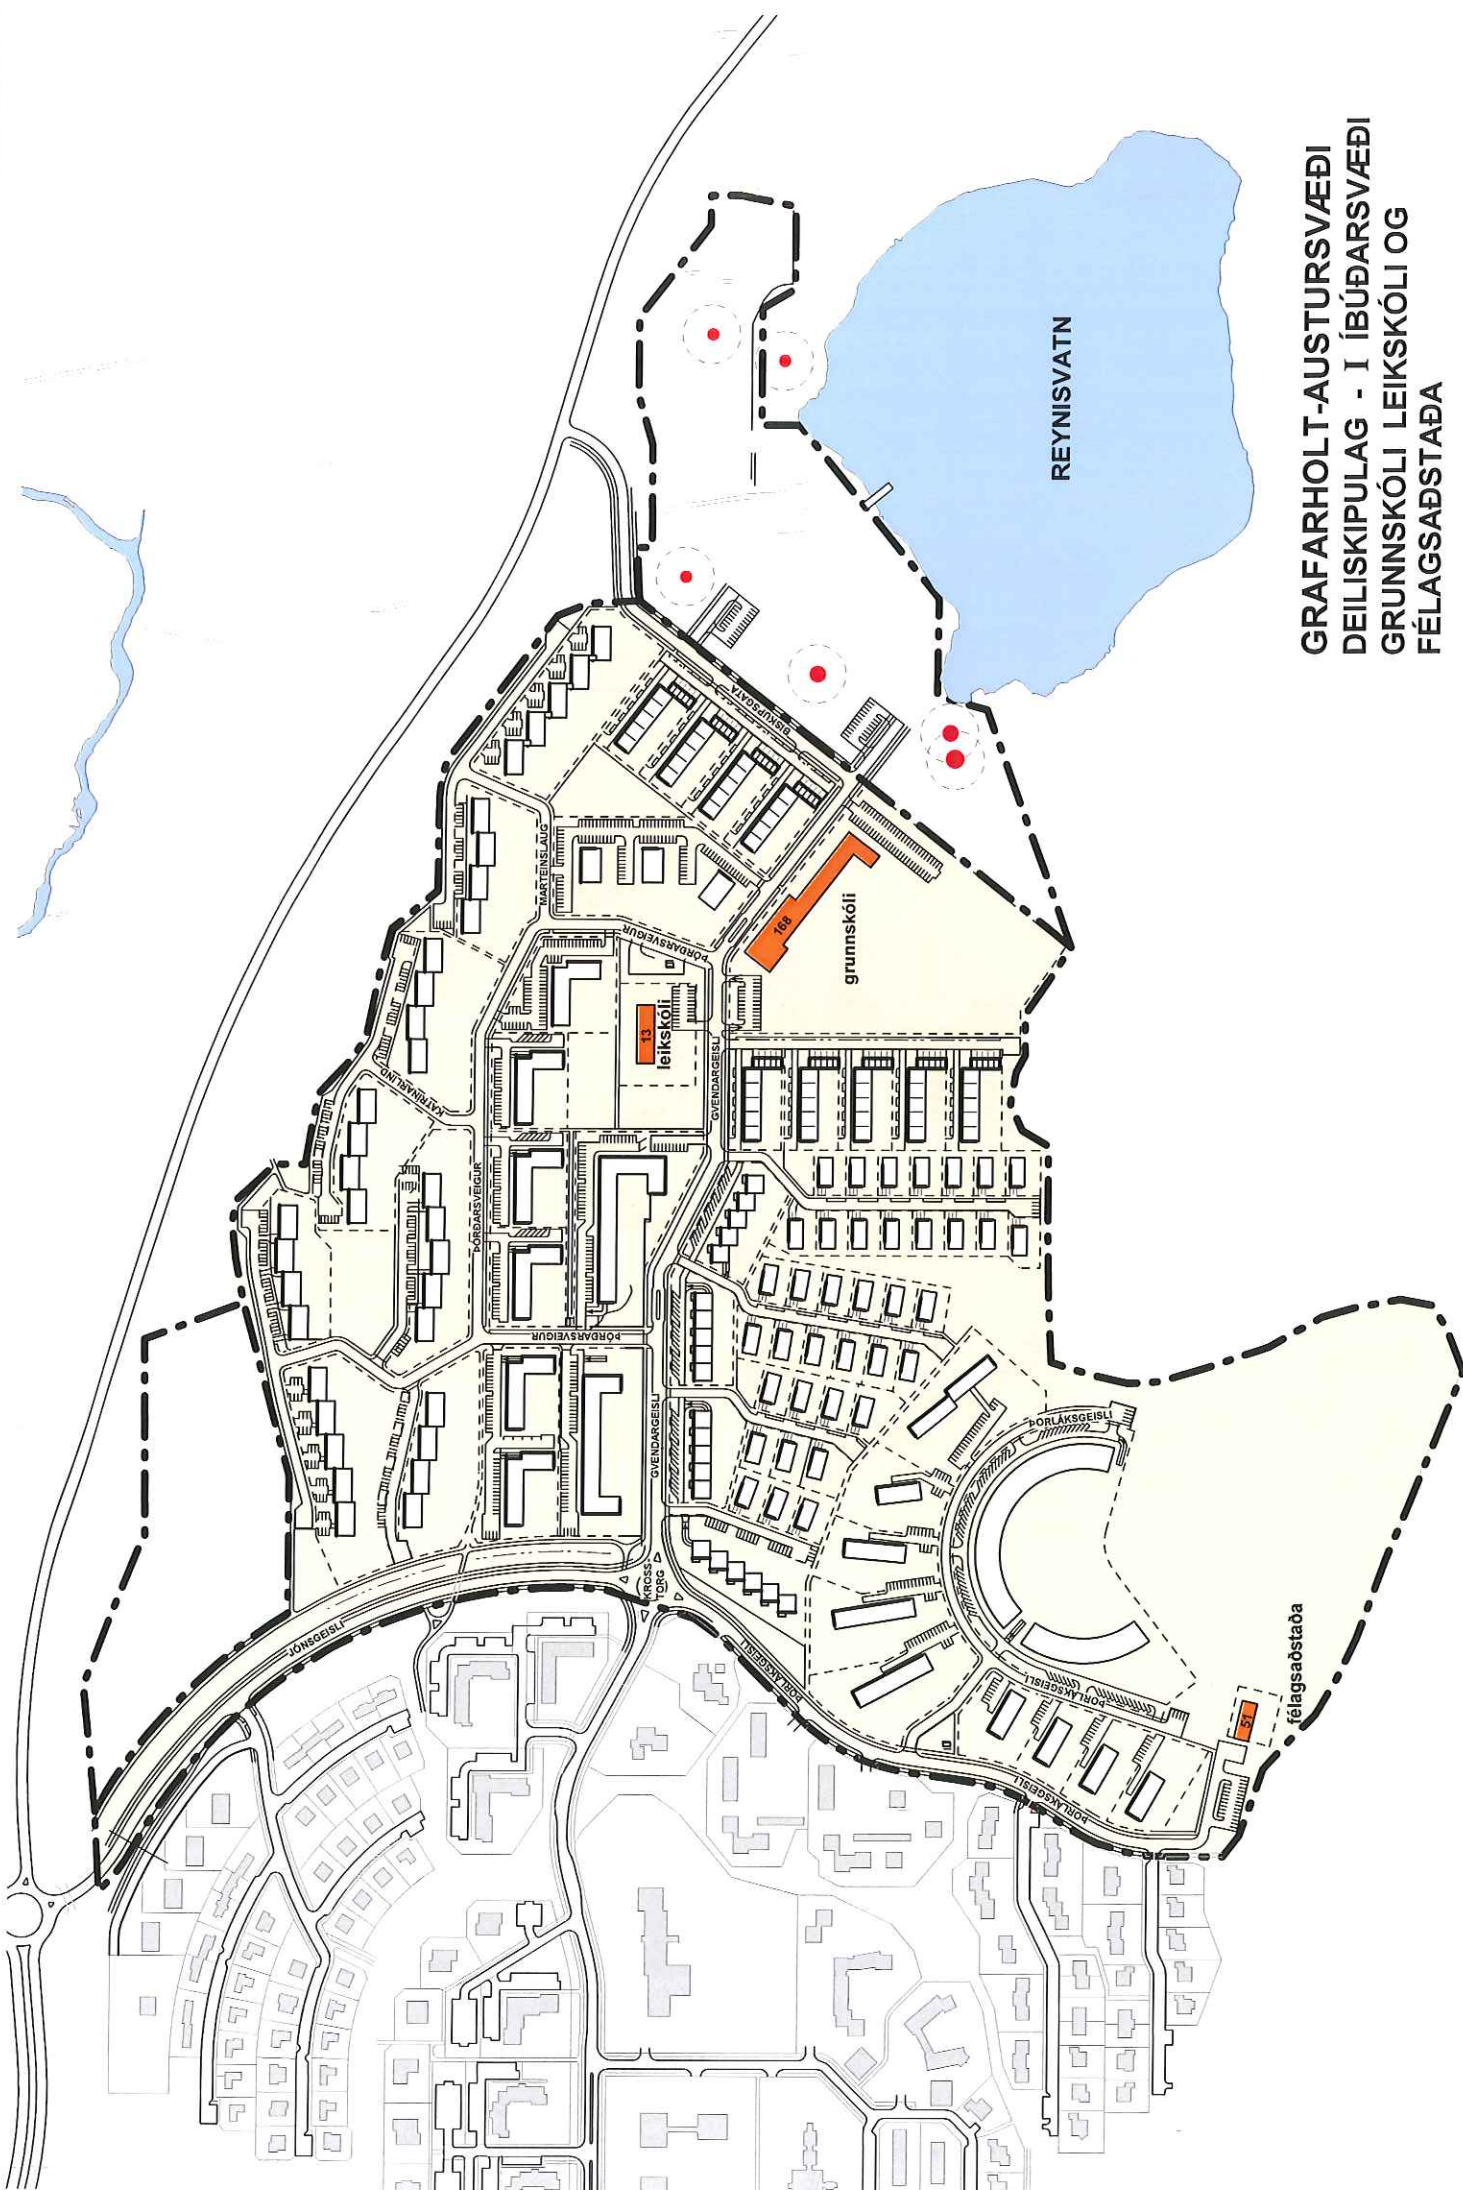 GRAFARHOLT-AUSTURSVÆÐI
DEILISKIPULAG - I ÍBÚÐARSVÆÐI
GRUNNSKÓLI LEIKSKÓLI OG
FÉLAGSAÐSTAÐA
REYNISVATN
BISKUPSGATA
MARTEINSLAUG
ÞÓRÐARSVEIGUR
168
grunnskóli
13
leikskóli
GVENDARGEISLI
KATRÍNARLIND
ÞÓRÐARSVEIGUR
ÞÓRÐARSVEIGUR
GVENDARGEISLI
ÞORLÁKSGEISLI
KROSS
TORG
JÓNSGEISLI
ÞORLÁKSGEISLI
ÞORLÁKSGEISLI
ÞORLÁKSGEISLI
51
félagsaðstaða